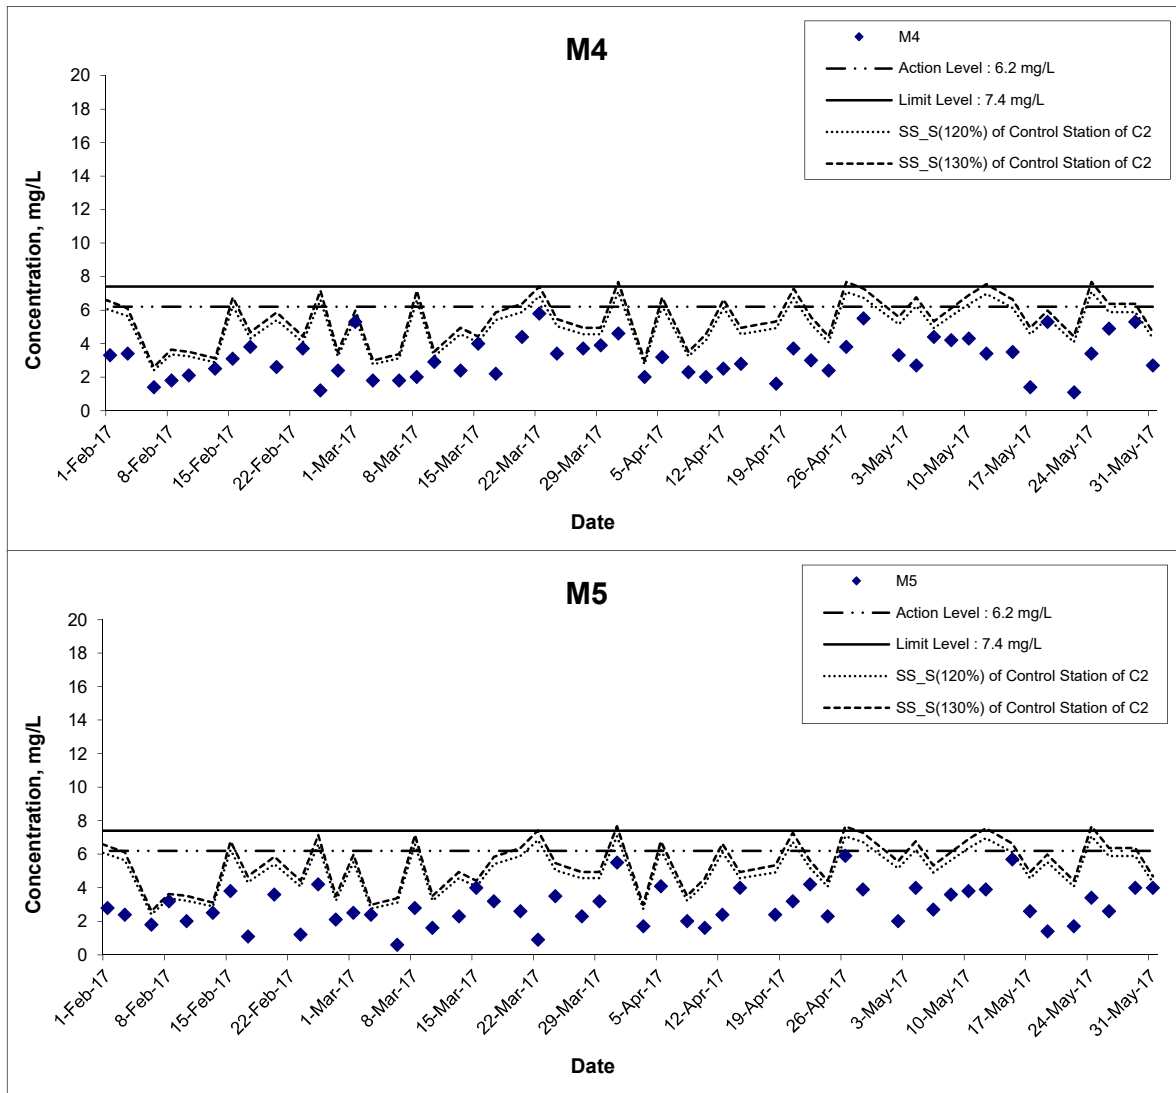 M4
M4
Action Level : 6.2 mg/L
Limit Level : 7.4 mg/L
SS_S(120%) of Control Station of C2
SS_S(130%) of Control Station of C2
Concentration, mg/L
20
18
16
14
12
10
8
6
4
2
0
1-Feb-17
8-Feb-17
15-Feb-17
22-Feb-17
1-Mar-17
8-Mar-17
15-Mar-17
22-Mar-17
29-Mar-17
5-Apr-17
12-Apr-17
19-Apr-17
26-Apr-17
3-May-17
10-May-17
17-May-17
24-May-17
31-May-17
Date
M5
M5
Action Level : 6.2 mg/L
Limit Level : 7.4 mg/L
SS_S(120%) of Control Station of C2
SS_S(130%) of Control Station of C2
Concentration, mg/L
20
18
16
14
12
10
8
6
4
2
0
1-Feb-17
8-Feb-17
15-Feb-17
22-Feb-17
1-Mar-17
8-Mar-17
15-Mar-17
22-Mar-17
29-Mar-17
5-Apr-17
12-Apr-17
19-Apr-17
26-Apr-17
3-May-17
10-May-17
17-May-17
24-May-17
31-May-17
Date